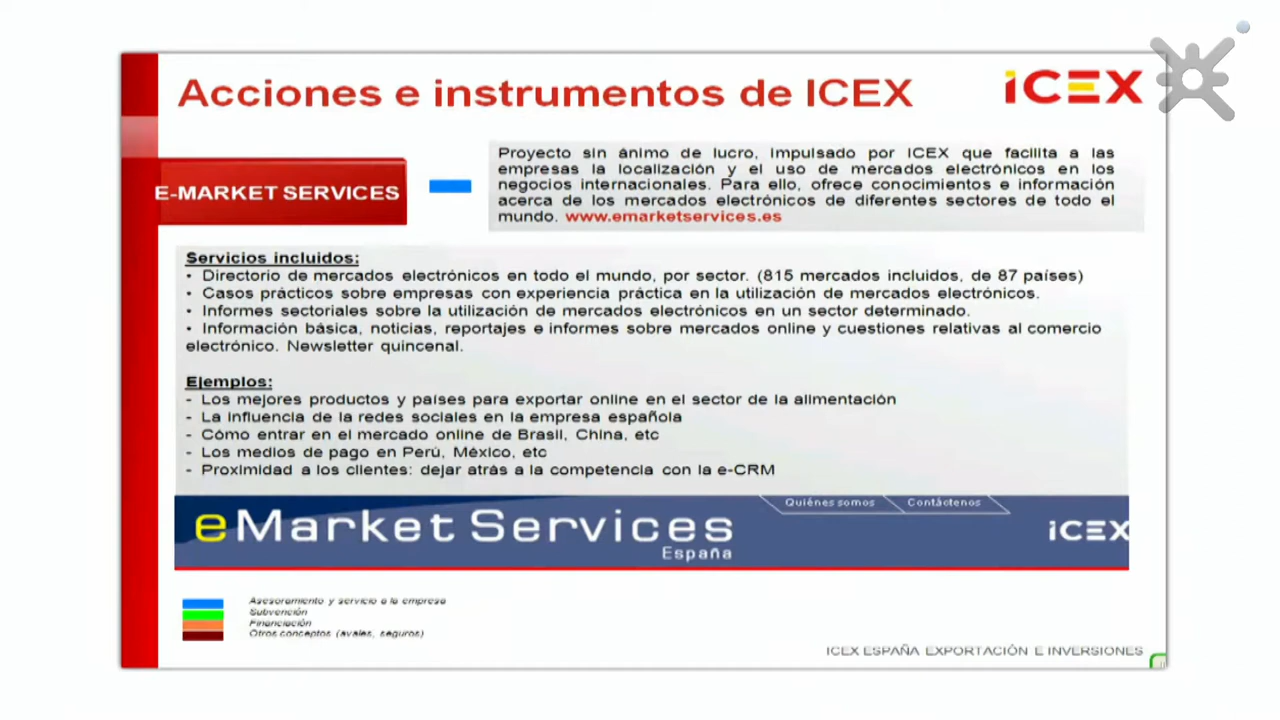 Acciones e instrumentos de ICEX
iCEX
E-MARKET SERVICES
Proyecto sin ánimo de lucro, impulsado por ICEX que facilita a las
empresas la localización y el uso de mercados electrónicos en los
negocios internacionales. Para ello, ofrece conocimientos e información
acerca de los mercados electrónicos de diferentes sectores de todo el
mundo. www.emarketservices.es
Servicios incluidos:
• Directorio de mercados electrónicos en todo el mundo, por sector. (815 mercados incluidos, de 87 países)
• Casos prácticos sobre empresas con experiencia práctica en la utilización de mercados electrónicos.
• Informes sectoriales sobre la utilización de mercados electrónicos en un sector determinado.
• Información básica, noticias, reportajes e informes sobre mercados online y cuestiones relativas al comercio
electrónico. Newsletter quincenal.
Ejemplos:
- Los mejores productos y países para exportar online en el sector de la alimentación
- La influencia de la redes sociales en la empresa española
- Cómo entrar en el mercado online de Brasil, China, etc
- Los medios de pago en Perú, México, etc
- Proximidad a los clientes: dejar atrás a la competencia con la e-CRM
Quiénes somos Contáctenos
eMarket Services
España
iCEX
Asesoramiento y servicio a la empresa
Subvención
Financiación
Otros conceptos (avales, seguros)
ICEX ESPAÑA EXPORTACIÓN E INVERSIONES